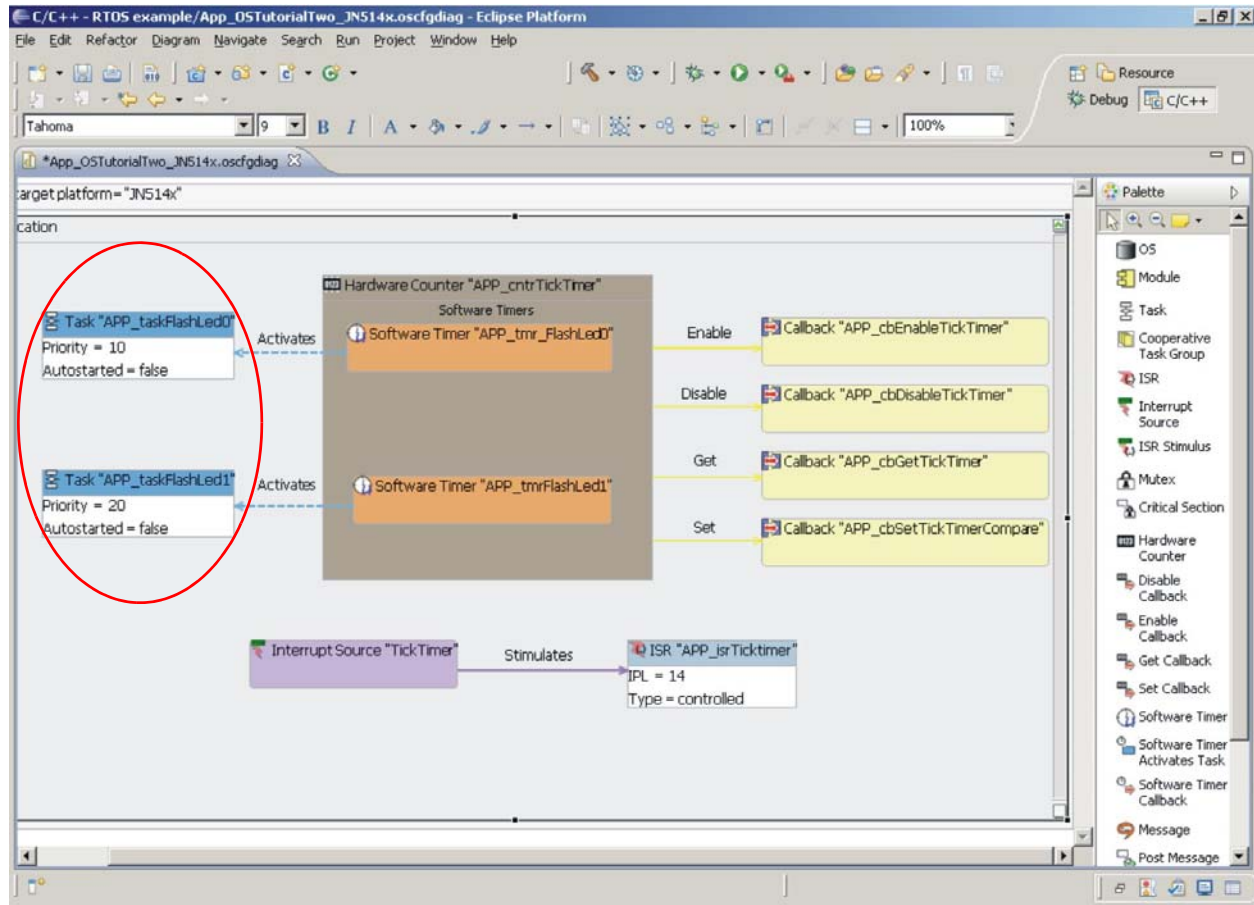 C/C++ - RTOS example/App_OSTutorialTwo_JN514x.oscfgdiag - Eclipse Platform
File Edit Refactor Diagram Navigate Search Run Project Window Help
Resource
Debug C/C++
Tahoma 9 B I A 100%
*App_OSTutorialTwo_JN514x.oscfgdiag
target platform="JN514x"
cation
Hardware Counter "APP_cntrTickTimer"
Software Timers
Task "APP_taskFlashLed0"
Priority = 10
Autostarted = false
Activates
Software Timer "APP_tmr_FlashLed0"
Enable
Callback "APP_cbEnableTickTimer"
Disable
Callback "APP_cbDisableTickTimer"
Get
Callback "APP_cbGetTickTimer"
Task "APP_taskFlashLed1"
Priority = 20
Autostarted = false
Activates
Software Timer "APP_tmrFlashLed1"
Set
Callback "APP_cbSetTickTimerCompare"
Interrupt Source "TickTimer"
Stimulates
ISR "APP_isrTicktimer"
IPL = 14
Type = controlled
Palette
OS
Module
Task
Cooperative
Task Group
ISR
Interrupt
Source
ISR Stimulus
Mutex
Critical Section
Hardware
Counter
Disable
Callback
Enable
Callback
Get Callback
Set Callback
Software Timer
Software Timer
Activates Task
Software Timer
Callback
Message
Post Message